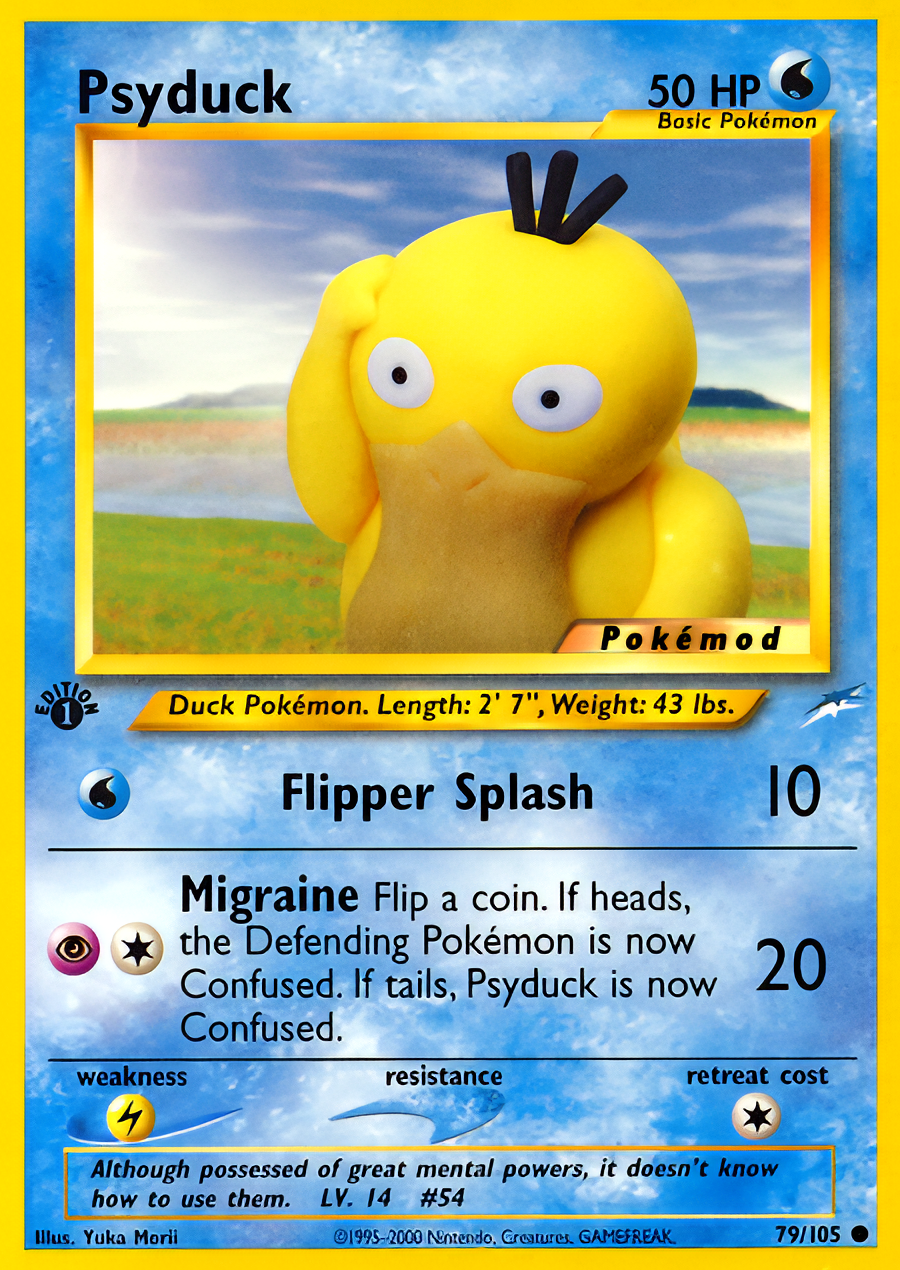 Psyduck
50 HP
Basic Pokémon
Pokémod
EDITION
1
Duck Pokémon. Length: 2' 7", Weight: 43 lbs.
Flipper Splash 10
Migraine Flip a coin. If heads,
the Defending Pokémon is now
Confused. If tails, Psyduck is now
Confused.
20
weakness resistance retreat cost
Although possessed of great mental powers, it doesn't know
how to use them. LV. 14 #54
Illus. Yuka Morii ©1995-2000 Nintendo, Creatures, GAMEFREAK. 79/105